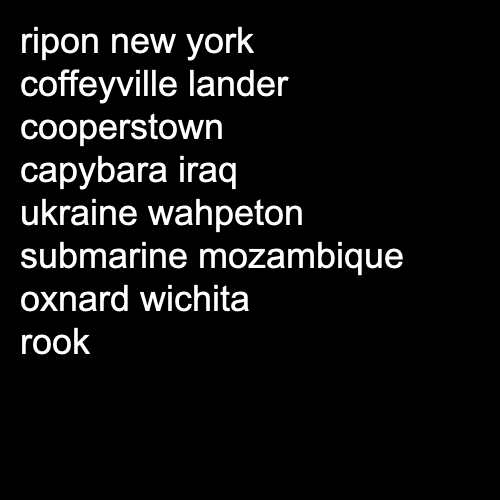 ripon new york
coffeyville lander
cooperstown
capybara iraq
ukraine wahpeton
submarine mozambique
oxnard wichita
rook